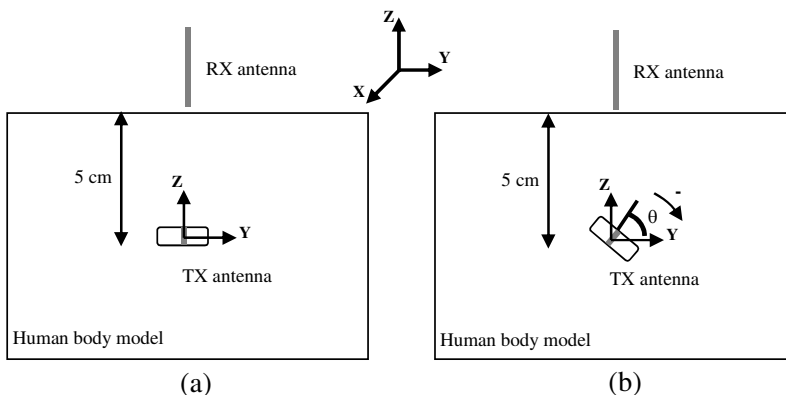 RX antenna
5 cm
Z
Y
TX antenna
Human body model
(a)
Z
Y
X
RX antenna
5 cm
Z
-
θ
Y
TX antenna
Human body model
(b)